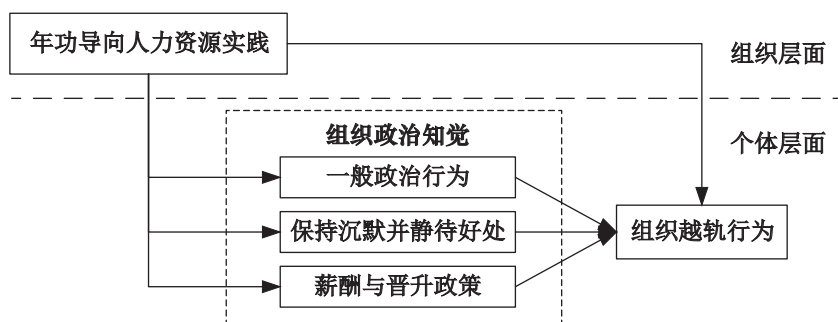 年功导向人力资源实践
组织层面
个体层面
组织政治知觉
一般政治行为
保持沉默并静待好处
组织越轨行为
薪酬与晋升政策